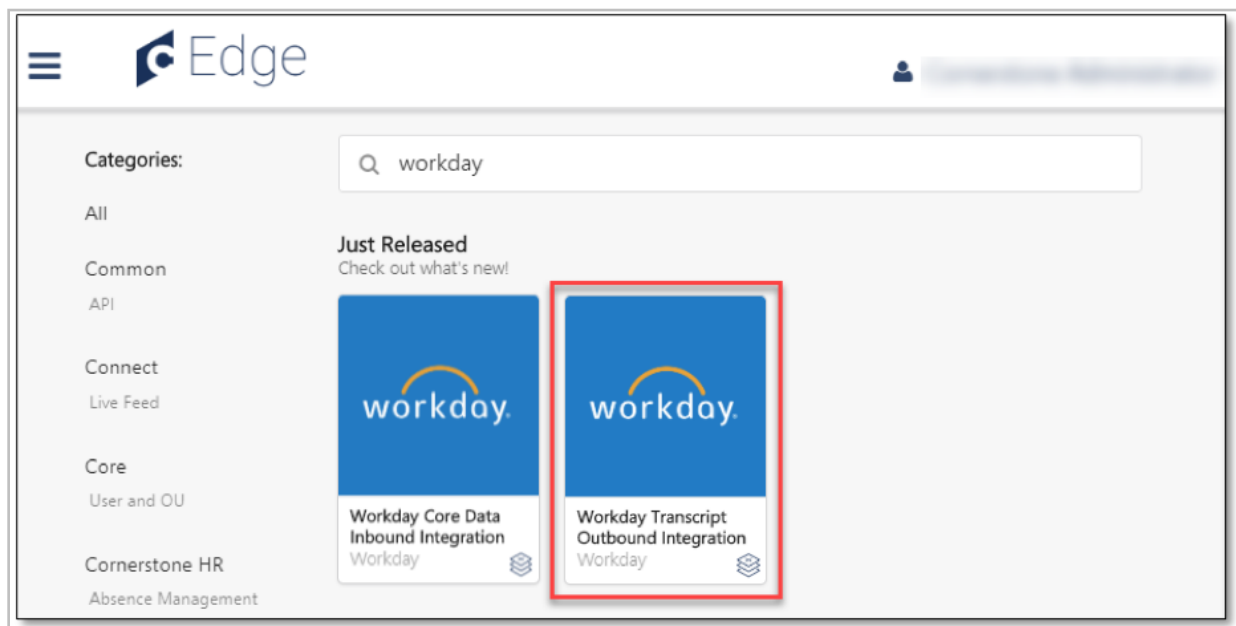 Edge
Categories:
workday
All
Just Released
Check out what's new!
Common
API
Connect
Live Feed
Core
User and OU
Cornerstone HR
Absence Management
workday.
Workday Core Data
Inbound Integration
Workday
workday.
Workday Transcript
Outbound Integration
Workday